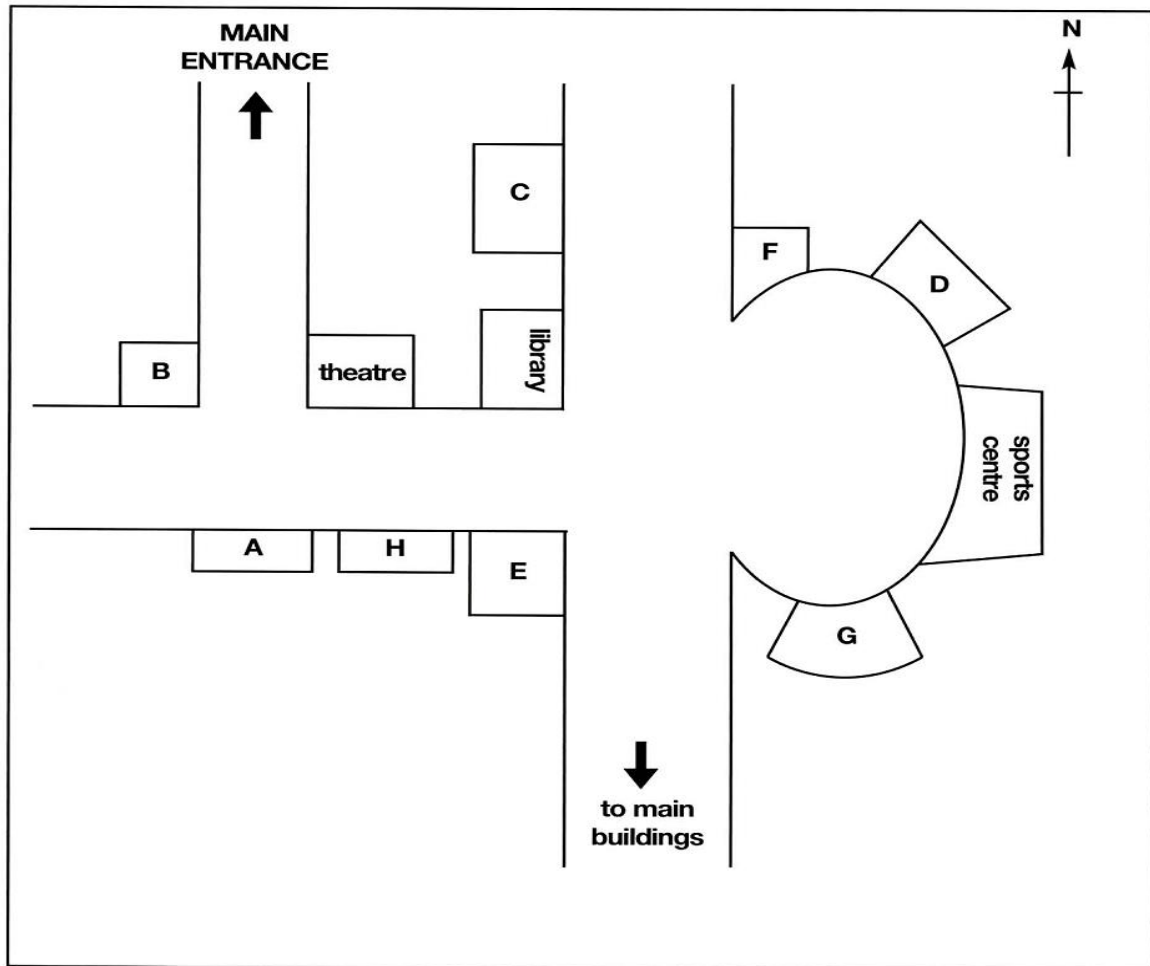 MAIN
ENTRANCE
N
C
F
D
B
theatre
library
sports
centre
A
H
E
G
to main
buildings